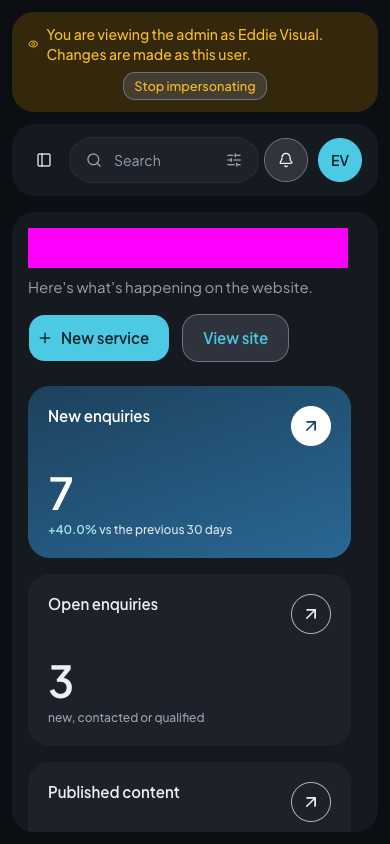 You are viewing the admin as Eddie Visual.
Changes are made as this user.
Stop impersonating
Search
EV
Here's what's happening on the website.
New service
View site
New enquiries
7
+40.0% vs the previous 30 days
Open enquiries
3
new, contacted or qualified
Published content